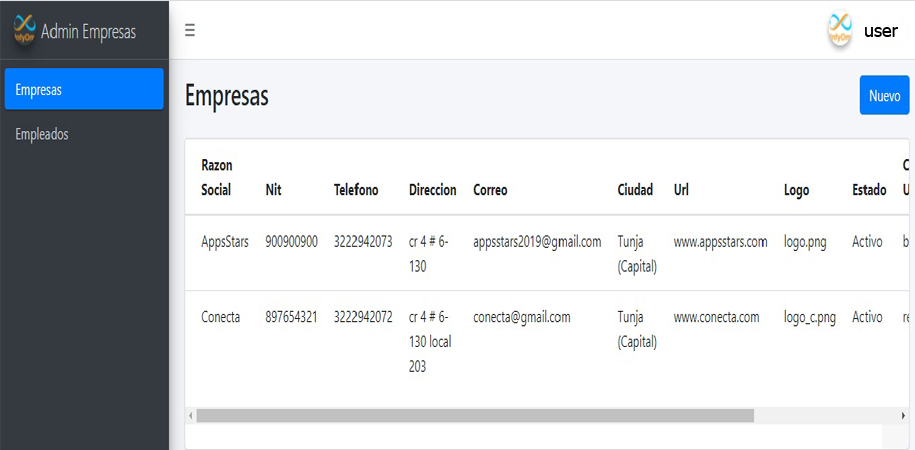 Admin Empresas
user
Empresas
Empleados
Empresas
Nuevo
Razon
Social Nit Telefono Direccion Correo Ciudad Url Logo Estado
AppsStars 900900900 3222942073 cr 4 # 6- appsstars2019@gmail.com Tunja www.appsstars.com logo.png Activo
130 (Capital)
Conecta 897654321 3222942072 cr 4 # 6- conecta@gmail.com Tunja www.conecta.com logo_c.png Activo
130 local (Capital)
203